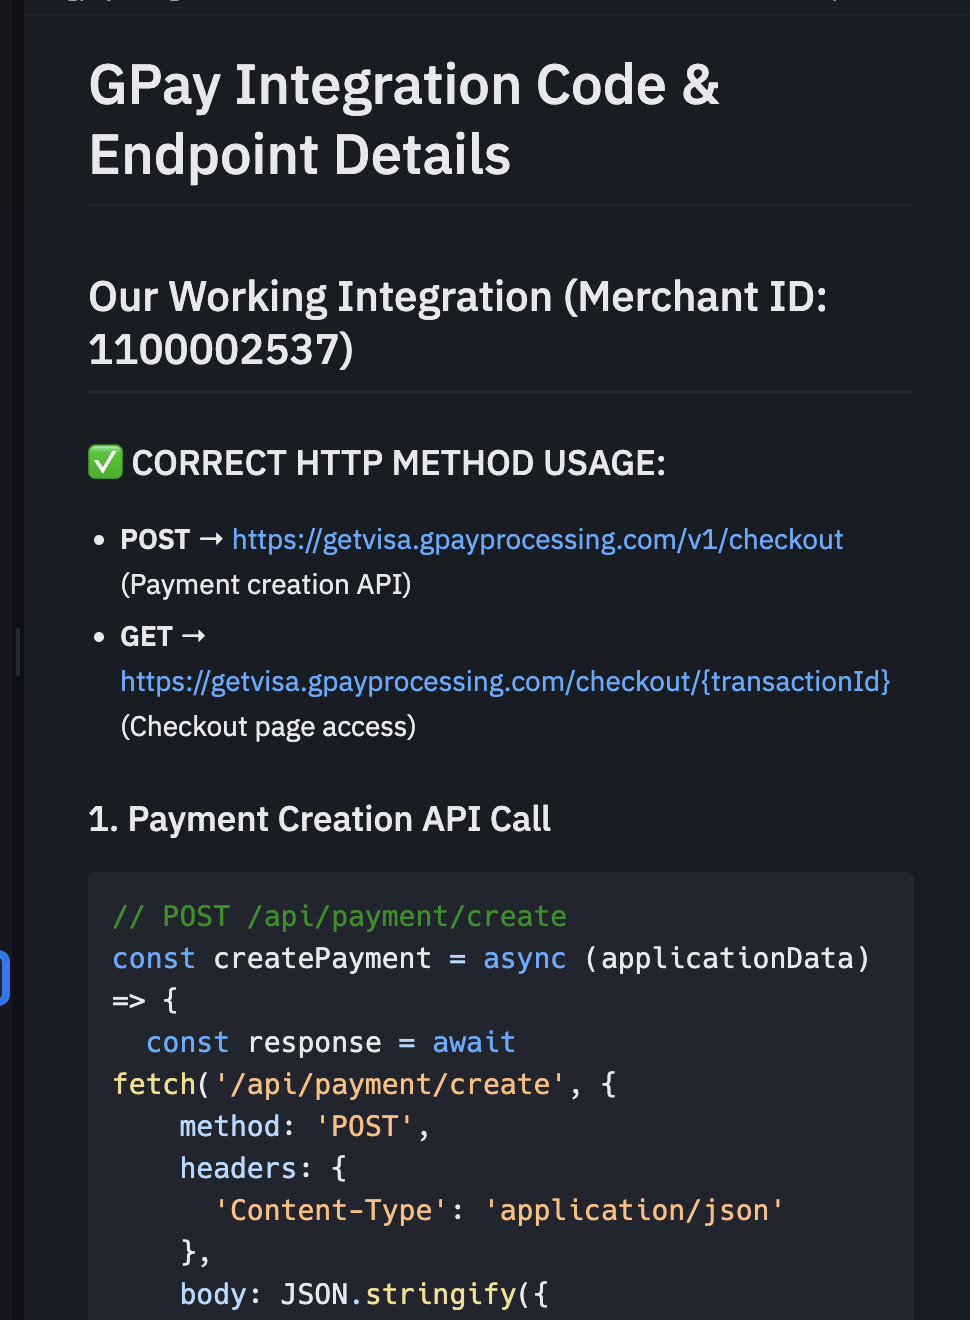 GPay Integration Code &
Endpoint Details
Our Working Integration (Merchant ID:
1100002537)
✅ CORRECT HTTP METHOD USAGE:
• POST → https://getvisa.gpayprocessing.com/v1/checkout
(Payment creation API)
• GET →
https://getvisa.gpayprocessing.com/checkout/{transactionId}
(Checkout page access)
1. Payment Creation API Call
// POST /api/payment/create
const createPayment = async (applicationData)
=> {
  const response = await
fetch('/api/payment/create', {
    method: 'POST',
    headers: {
      'Content-Type': 'application/json'
    },
    body: JSON.stringify({